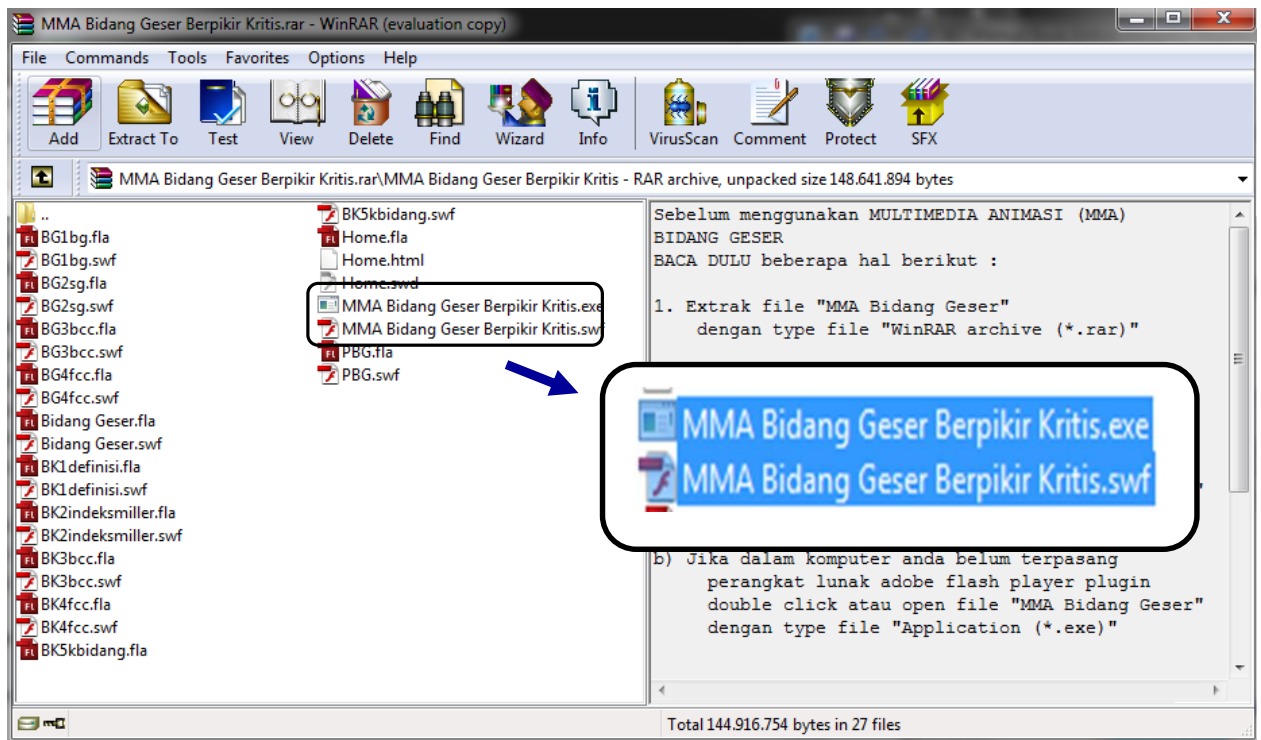 MMA Bidang Geser Berpikir Kritis.rar - WinRAR (evaluation copy)
File Commands Tools Favorites Options Help
Add Extract To Test View Delete Find Wizard Info VirusScan Comment Protect SFX
MMA Bidang Geser Berpikir Kritis.rar\MMA Bidang Geser Berpikir Kritis - RAR archive, unpacked size 148.641.894 bytes
..
BG1bg.fla
BG1bg.swf
BG2sg.fla
BG2sg.swf
BG3bcc.fla
BG3bcc.swf
BG4fcc.fla
BG4fcc.swf
Bidang Geser.fla
Bidang Geser.swf
BK1definisi.fla
BK1definisi.swf
BK2indeksmiller.fla
BK2indeksmiller.swf
BK3bcc.fla
BK3bcc.swf
BK4fcc.fla
BK4fcc.swf
BK5kbidang.fla
BK5kbidang.swf
Home.fla
Home.html
Home.swd
MMA Bidang Geser Berpikir Kritis.exe
MMA Bidang Geser Berpikir Kritis.swf
PBG.fla
PBG.swf
Sebelum menggunakan MULTIMEDIA ANIMASI (MMA)
BIDANG GESER
BACA DULU beberapa hal berikut :
1. Extrak file "MMA Bidang Geser"
dengan type file "WinRAR archive (*.rar)"
MMA Bidang Geser Berpikir Kritis.exe
MMA Bidang Geser Berpikir Kritis.swf
b) Jika dalam komputer anda belum terpasang
perangkat lunak adobe flash player plugin
double click atau open file "MMA Bidang Geser"
dengan type file "Application (*.exe)"
Total 144.916.754 bytes in 27 files